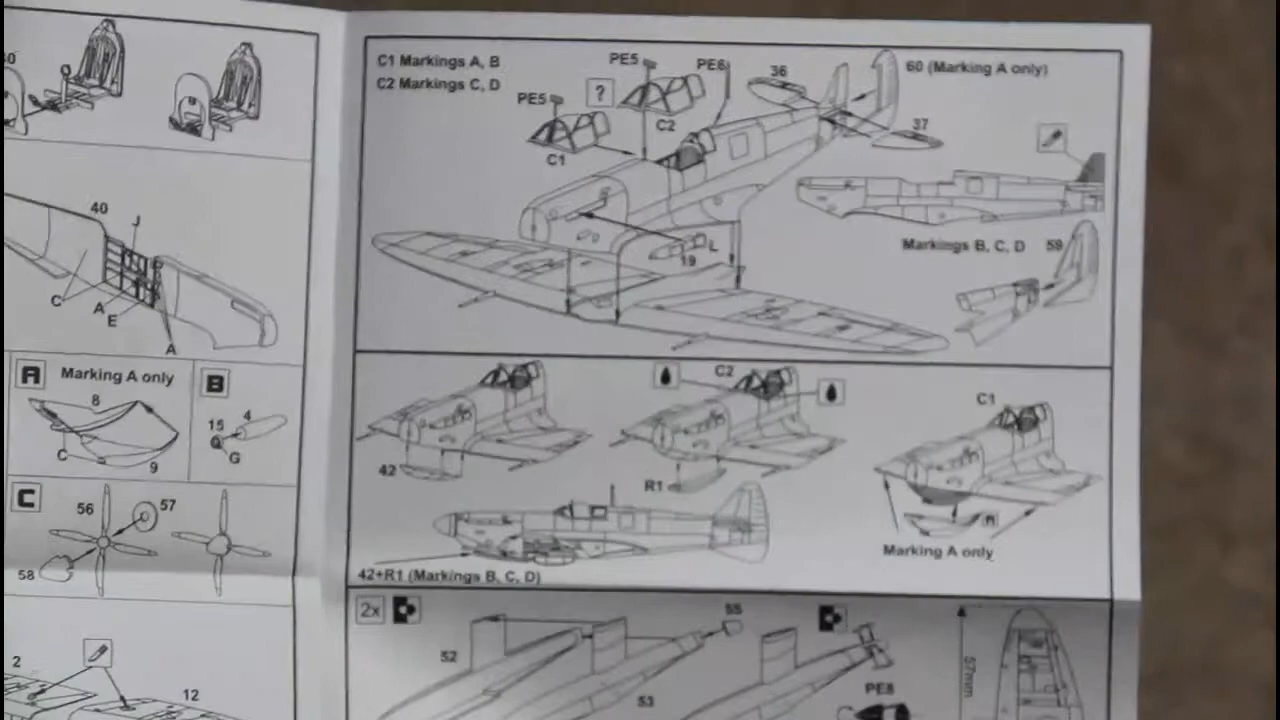 40
J
C
A
E
A
A Marking A only
8
C
9
B
15
4
G
C
56
57
58
2
12
C1 Markings A, B
C2 Markings C, D
PE5
PE5
PE6
?
C1
C2
36
60 (Marking A only)
37
L
19
Markings B, C, D
59
42
C2
R1
C1
Marking A only
42+R1 (Markings B, C, D)
2x
52
55
53
PE8
57mm